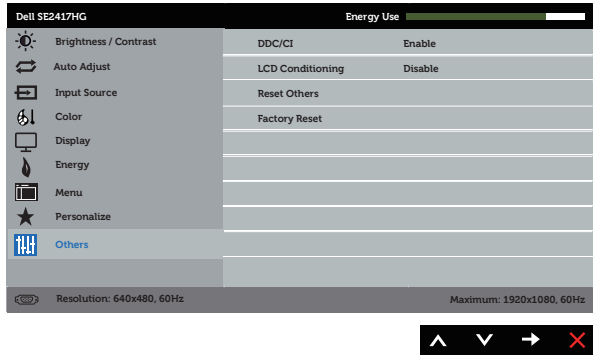 Dell SE2417HG Energy Use
Brightness / Contrast DDC/CI Enable
Auto Adjust LCD Conditioning Disable
Input Source Reset Others
Color Factory Reset
Display
Energy
Menu
Personalize
Others
Resolution: 640x480, 60Hz Maximum: 1920x1080, 60Hz